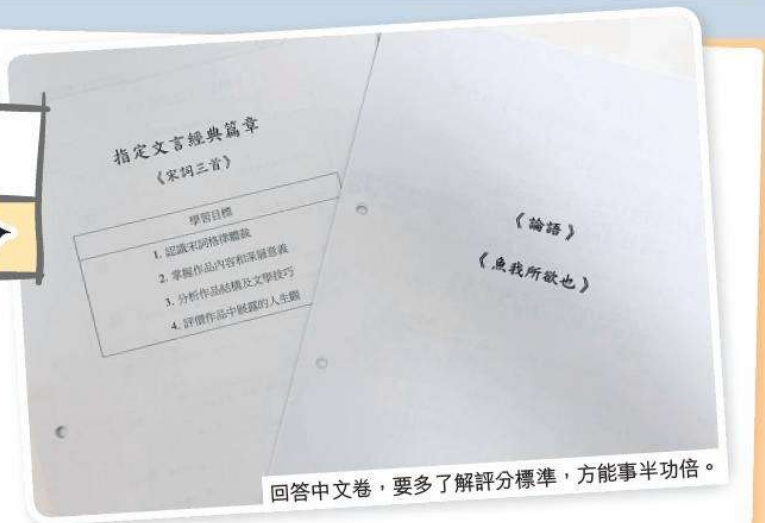 指定文言經典篇章
《宋詞三首》
學習目標
1. 認識宋詞格律體裁
2. 掌握作品內容和深層意義
3. 分析作品結構及文學技巧
4. 評價作品中展露的人生觀
《論語》
《魚我所欲也》
回答中文卷，要多了解評分標準，方能事半功倍。